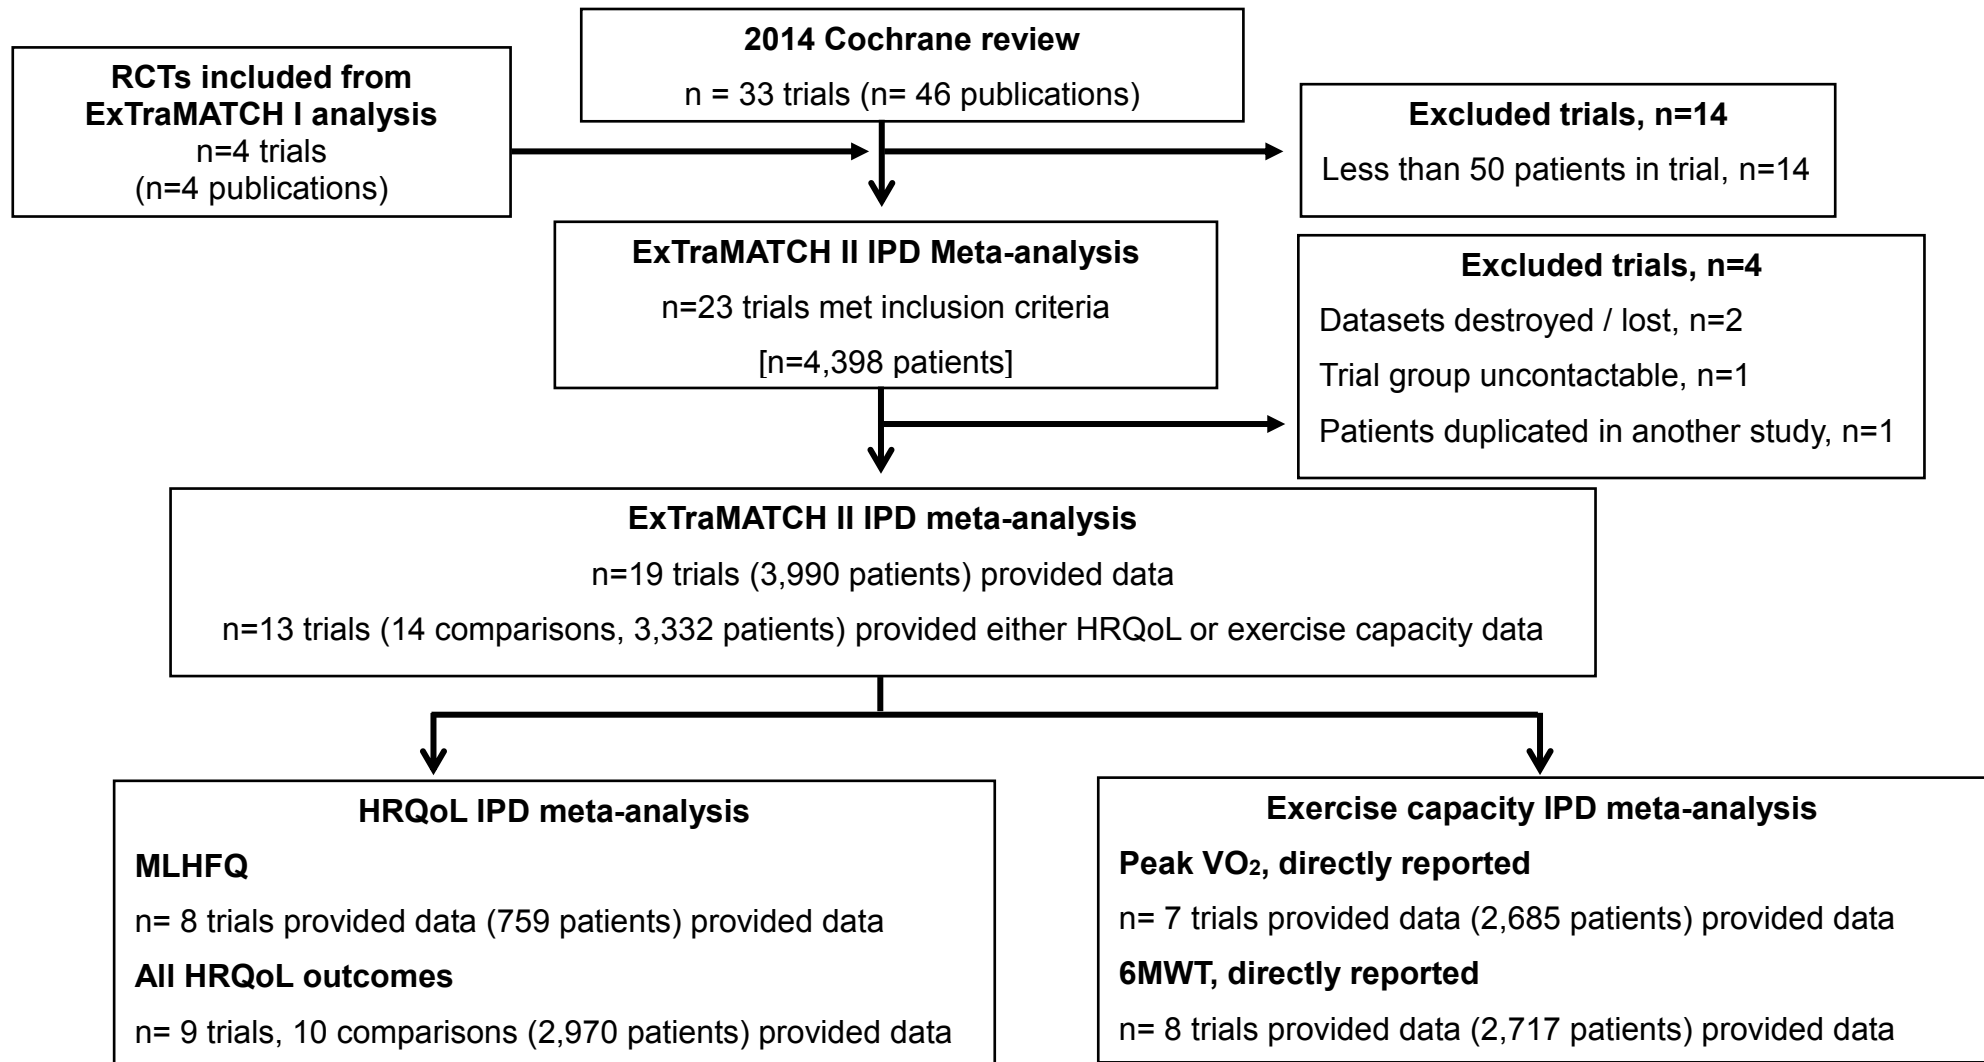 2014 Cochrane review
n = 33 trials (n= 46 publications)
RCTs included from
ExTraMATCH I analysis
n=4 trials
(n=4 publications)
Excluded trials, n=14
Less than 50 patients in trial, n=14
ExTraMATCH II IPD Meta-analysis
n=23 trials met inclusion criteria
[n=4,398 patients]
Excluded trials, n=4
Datasets destroyed / lost, n=2
Trial group uncontactable, n=1
Patients duplicated in another study, n=1
ExTraMATCH II IPD meta-analysis
n=19 trials (3,990 patients) provided data
n=13 trials (14 comparisons, 3,332 patients) provided either HRQoL or exercise capacity data
HRQoL IPD meta-analysis
MLHFQ
n= 8 trials provided data (759 patients) provided data
All HRQoL outcomes
n= 9 trials, 10 comparisons (2,970 patients) provided data
Exercise capacity IPD meta-analysis
Peak VO₂, directly reported
n= 7 trials provided data (2,685 patients) provided data
6MWT, directly reported
n= 8 trials provided data (2,717 patients) provided data